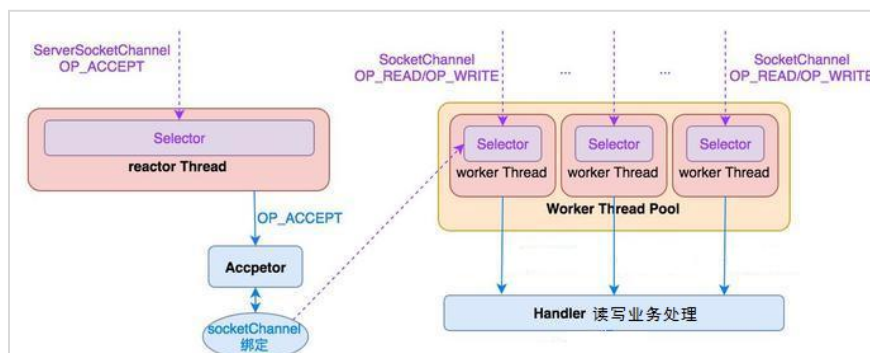 ServerSocketChannel
OP_ACCEPT
Selector
reactor Thread
OP_ACCEPT
Accpetor
socketChannel
绑定
SocketChannel
OP_READ/OP_WRITE
...
...
SocketChannel
OP_READ/OP_WRITE
Selector
worker Thread
Selector
worker Thread
Selector
worker Thread
Worker Thread Pool
Handler 读写业务处理